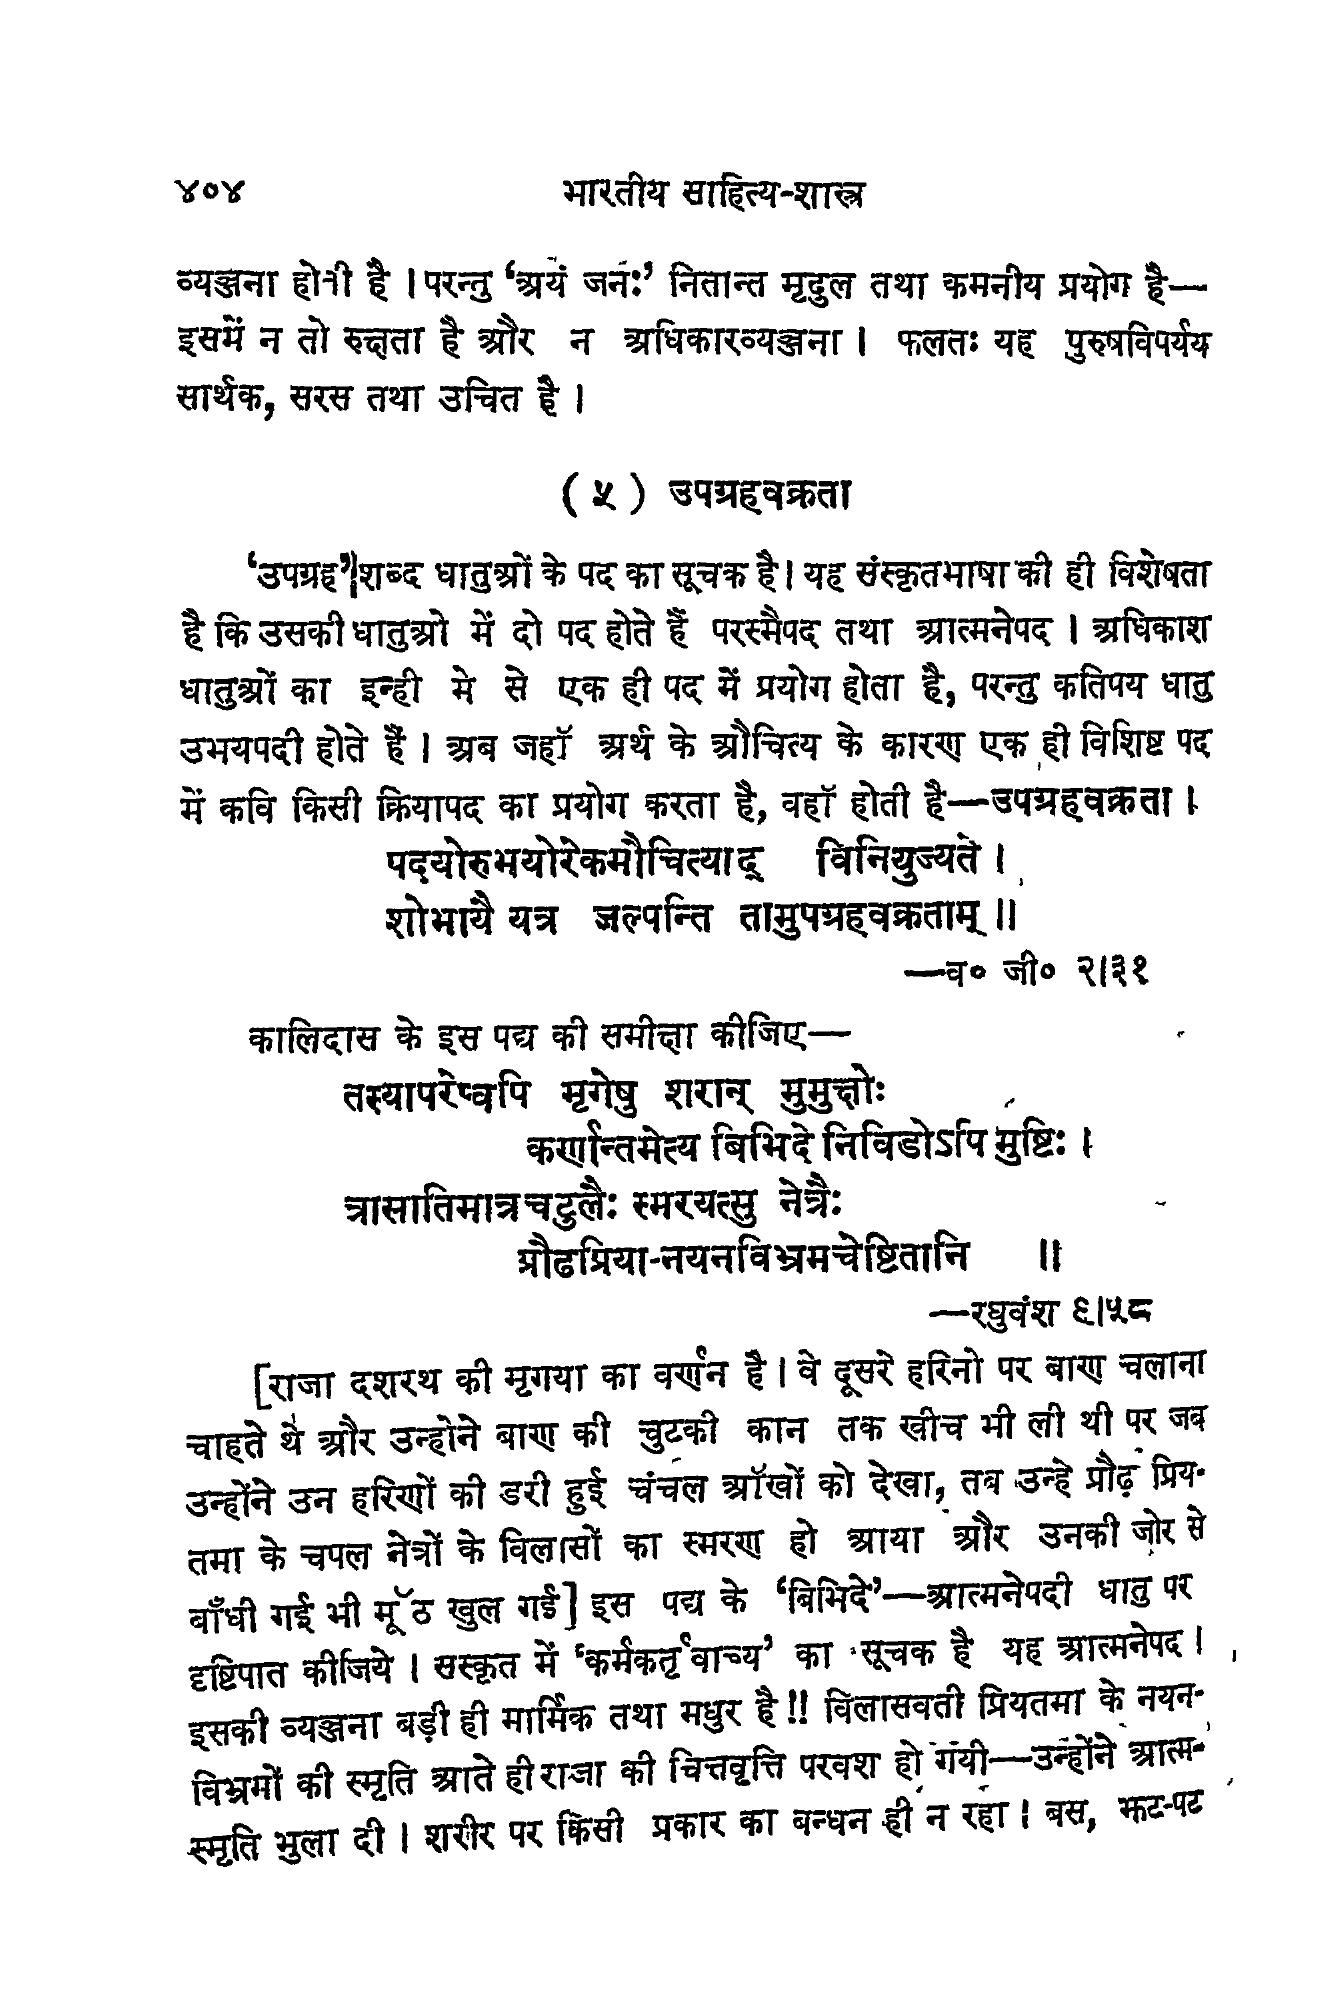 ४०४ भारतीय साहित्य-शास्त्र
व्यञ्जना होती है । परन्तु ‘अयं जनः’ नितान्त मृदुल तथा कमनीय प्रयोग है—
इसमें न तो रुक्षता है और न अधिकारव्यञ्जना । फलतः यह पुरुषविपर्यय
सार्थक, सरस तथा उचित है ।
( ५ ) उपग्रहवक्रता
‘उपग्रह’ शब्द धातुओं के पद का सूचक है । यह संस्कृतभाषा की ही विशेषता
है कि उसकी धातुओ में दो पद होते हैं परस्मैपद तथा आत्मनेपद । अधिकाश
धातुओं का इन्ही मे से एक ही पद में प्रयोग होता है, परन्तु कतिपय धातु
उभयपदी होते हैं । अब जहाँ अर्थ के औचित्य के कारण एक ही विशिष्ट पद
में कवि किसी क्रियापद का प्रयोग करता है, वहाँ होती है—उपग्रहवक्रता ।
पदयोरुभयोरेकमौचित्याद् विनियुज्यते ।
शोभायै यत्र जल्पन्ति तामुपग्रहवक्रताम् ॥
—व० जी० २।३१
कालिदास के इस पद्य की समीक्षा कीजिए—
तस्यापरेष्वपि मृगेषु शरान् मुमुक्षोः
कर्णान्तमेत्य बिभिदे निविडोऽपि मुष्टिः ।
त्रासातिमात्रचटुलैः स्मरयत्सु नेत्रैः
प्रौढप्रिया-नयनविभ्रमचेष्टितानि ॥
—रघुवंश ९।५८
[राजा दशरथ की मृगया का वर्णन है । वे दूसरे हरिनो पर बाण चलाना
चाहते थे और उन्होने बाण की चुटकी कान तक खीच भी ली थी पर जब
उन्होंने उन हरिणों की डरी हुई चंचल आँखों को देखा, तब उन्हे प्रौढ़ प्रिय-
तमा के चपल नेत्रों के विलासों का स्मरण हो आया और उनकी जोर से
बाँधी गई भी मूॅठ खुल गई] इस पद्य के ‘बिभिदे’—आत्मनेपदी धातु पर
दृष्टिपात कीजिये । सस्कृत में ‘कर्मकर्तृवाच्य’ का सूचक है यह आत्मनेपद ।
इसकी व्यञ्जना बड़ी ही मार्मिक तथा मधुर है !! विलासवती प्रियतमा के नयन-
विभ्रमों की स्मृति आते ही राजा की चित्तवृत्ति परवश हो गयी—उन्होंने आत्म-
स्मृति भुला दी । शरीर पर किसी प्रकार का बन्धन ही न रहा । बस, झट-पट